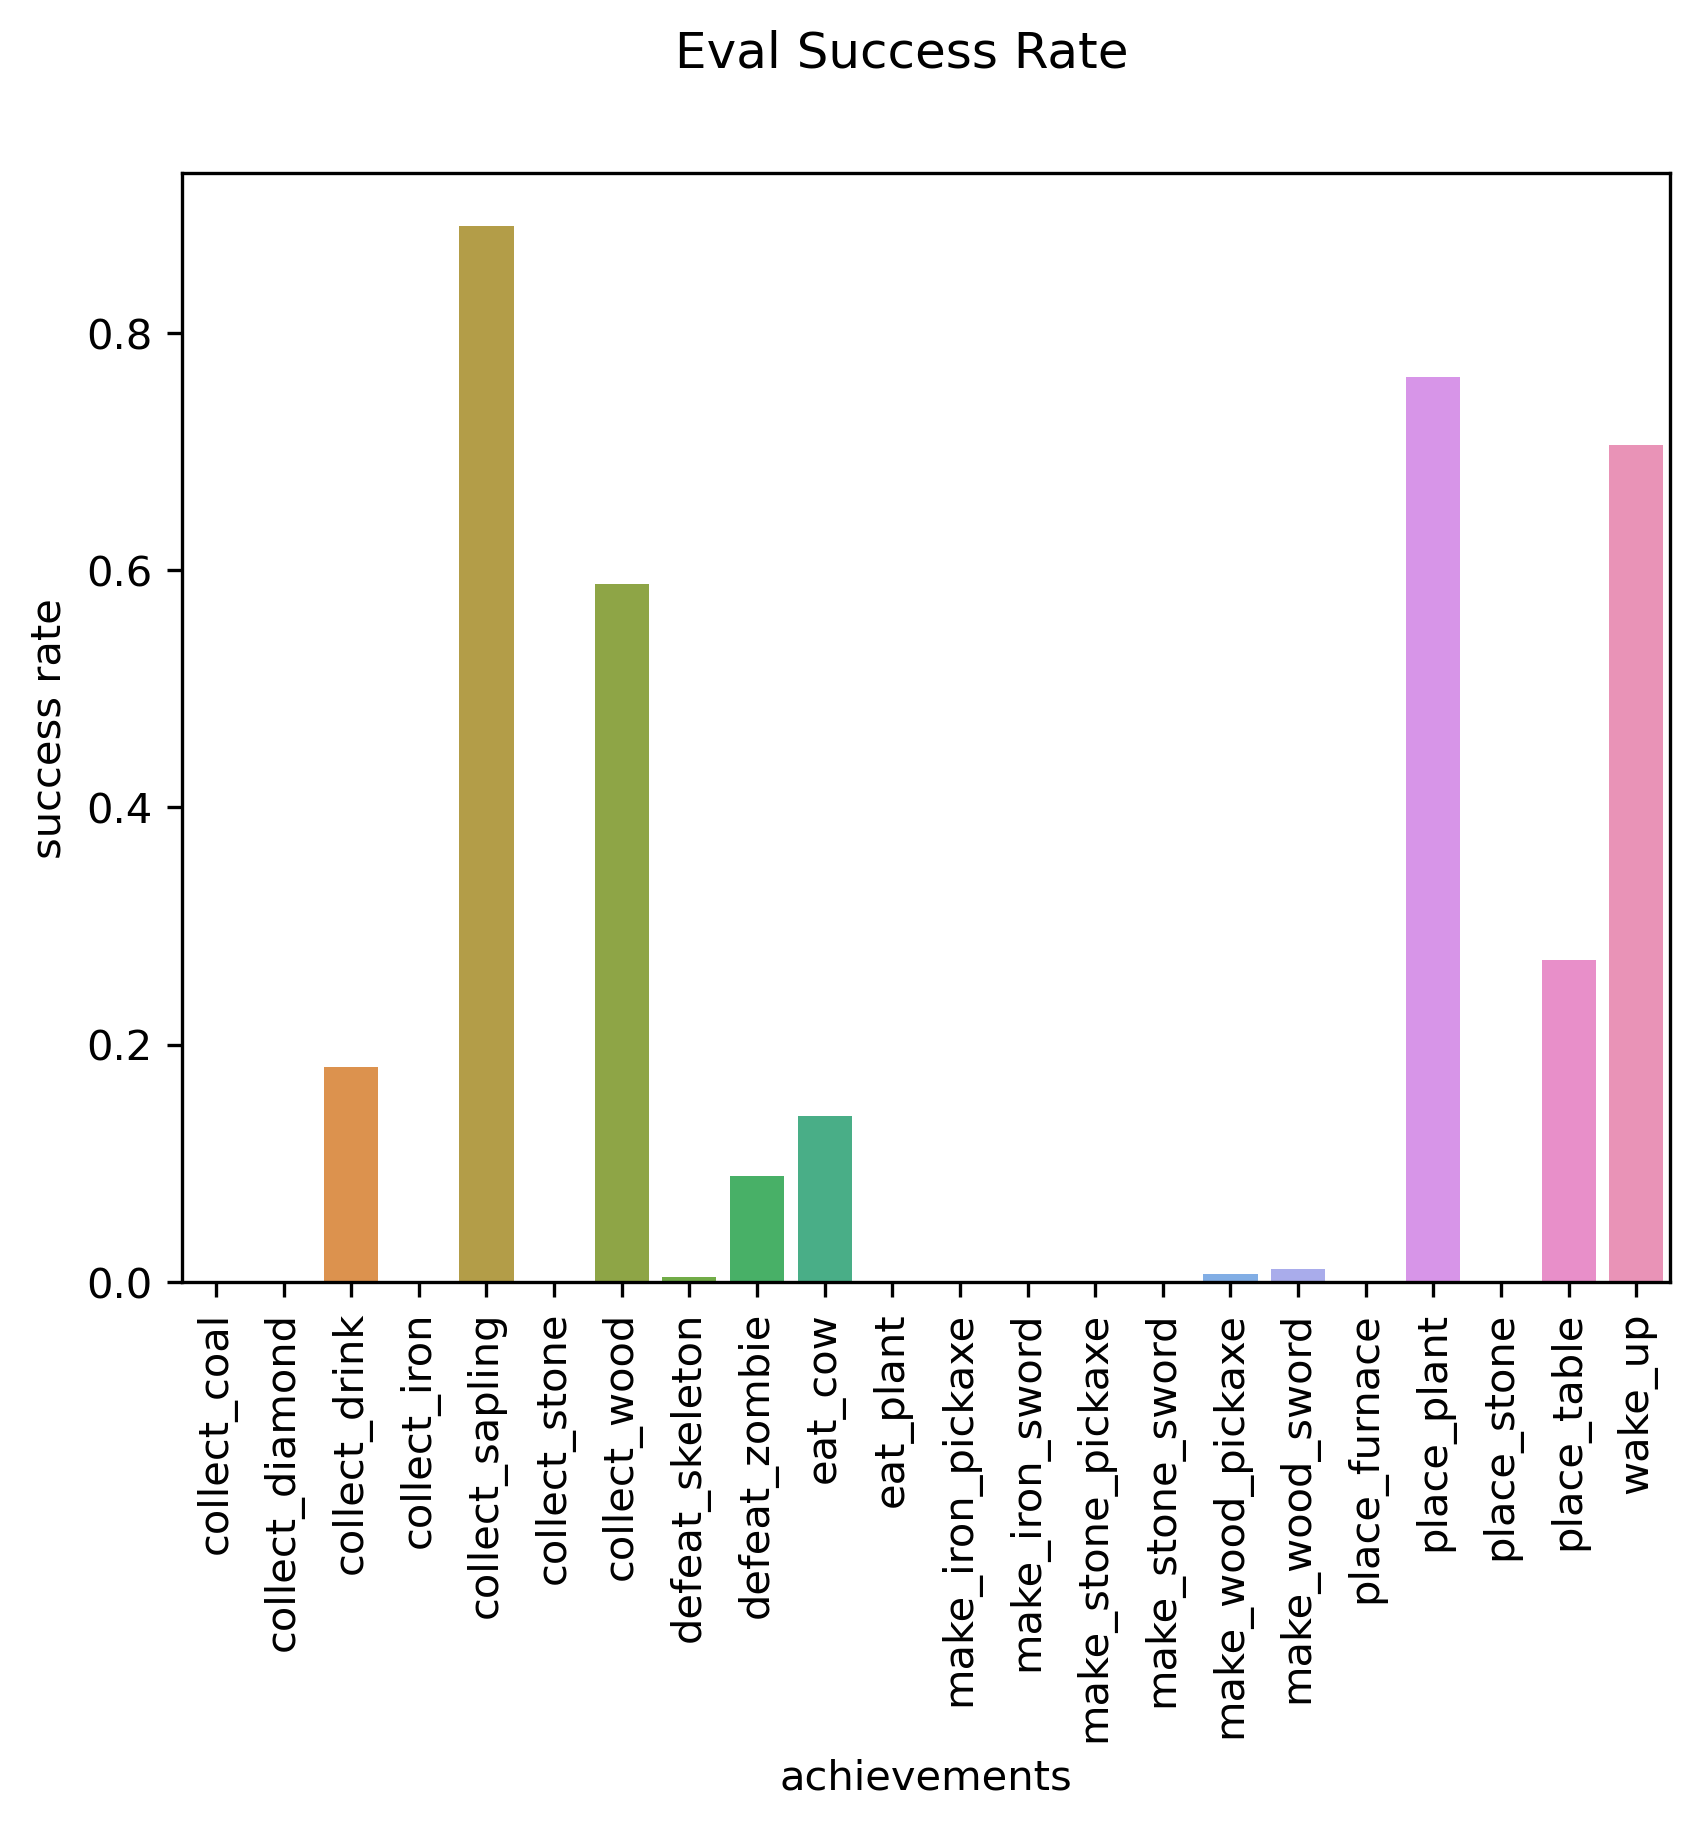 Eval Success Rate
0.8
0.6
0.4
0.2
0.0
success rate
collect_coal
collect_diamond
collect_drink
collect_iron
collect_sapling
collect_stone
collect_wood
defeat_skeleton
defeat_zombie
eat_cow
eat_plant
make_iron_pickaxe
make_iron_sword
make_stone_pickaxe
make_stone_sword
make_wood_pickaxe
make_wood_sword
place_furnace
place_plant
place_stone
place_table
wake_up
achievements